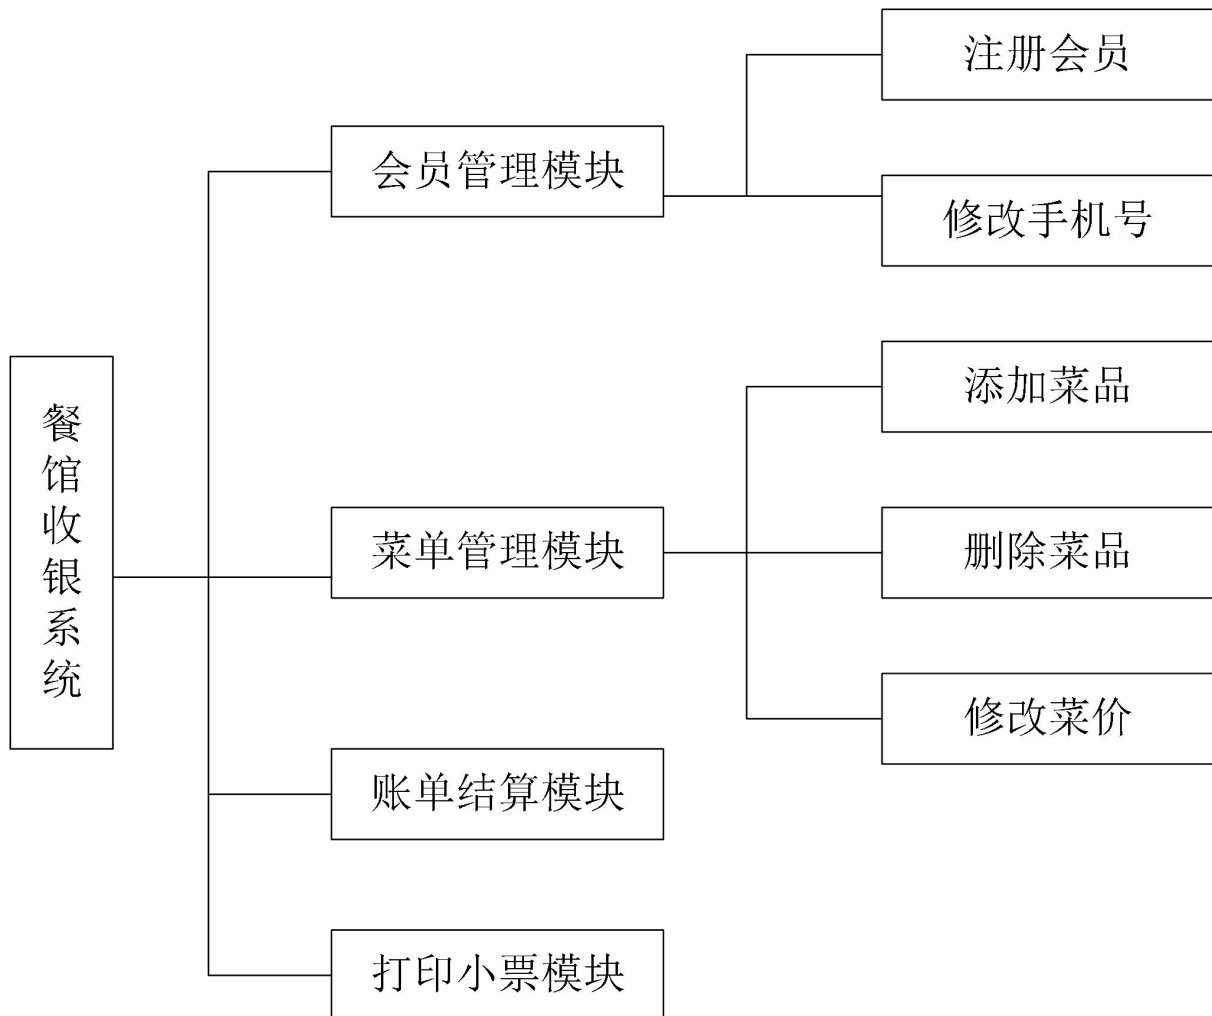 餐馆收银系统
会员管理模块
注册会员
修改手机号
菜单管理模块
添加菜品
删除菜品
修改菜价
账单结算模块
打印小票模块